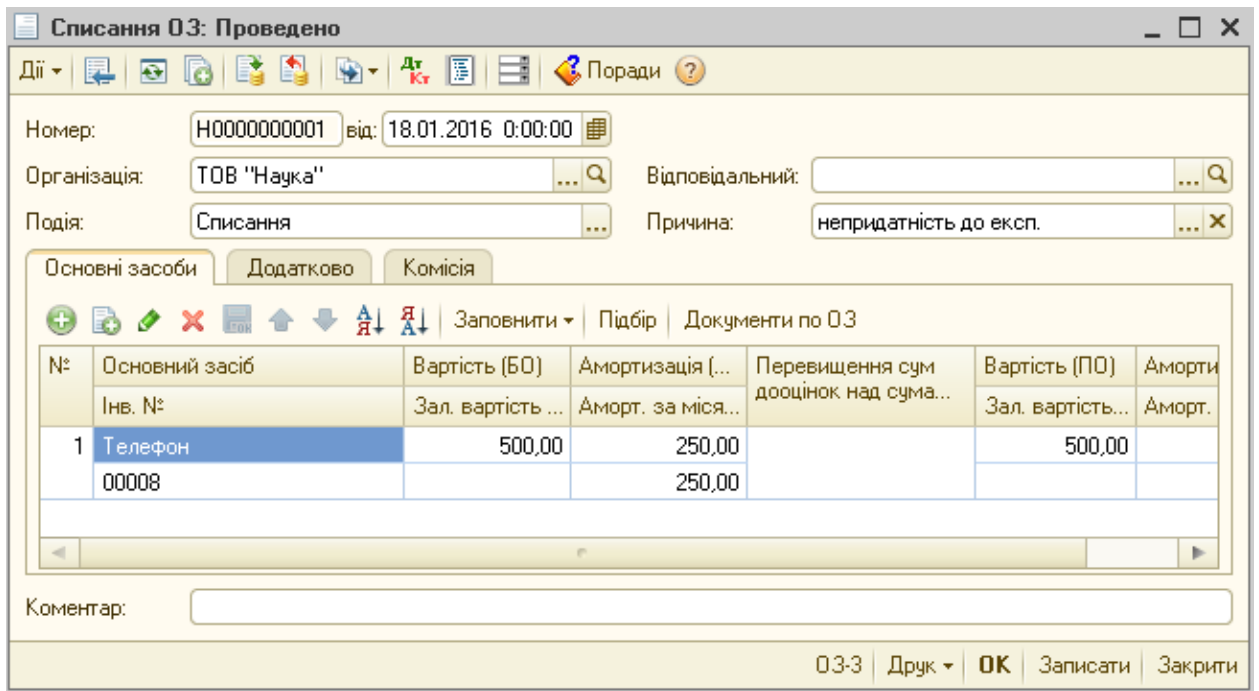 Списання ОЗ: Проведено
Дії Дт Кт Поради ?
Номер: Н0000000001 від: 18.01.2016 0:00:00
Організація: ТОВ "Наука" ... Відповідальний: ...
Подія: Списання ... Причина: непридатність до експ. ... ×
Основні засоби Додатково Комісія
А Я Я А Заповнити Підбір Документи по ОЗ
№ Основний засіб Вартість (БО) Амортизація (... Перевищення сум Вартість (ПО) Аморти
дооцінок над сума...
Інв. № Зал. вартість ... Аморт. за міся... Зал. вартість... Аморт.
1 Телефон 500,00 250,00 500,00
00008 250,00
Коментар:
ОЗ-3 Друк OK Записати Закрити